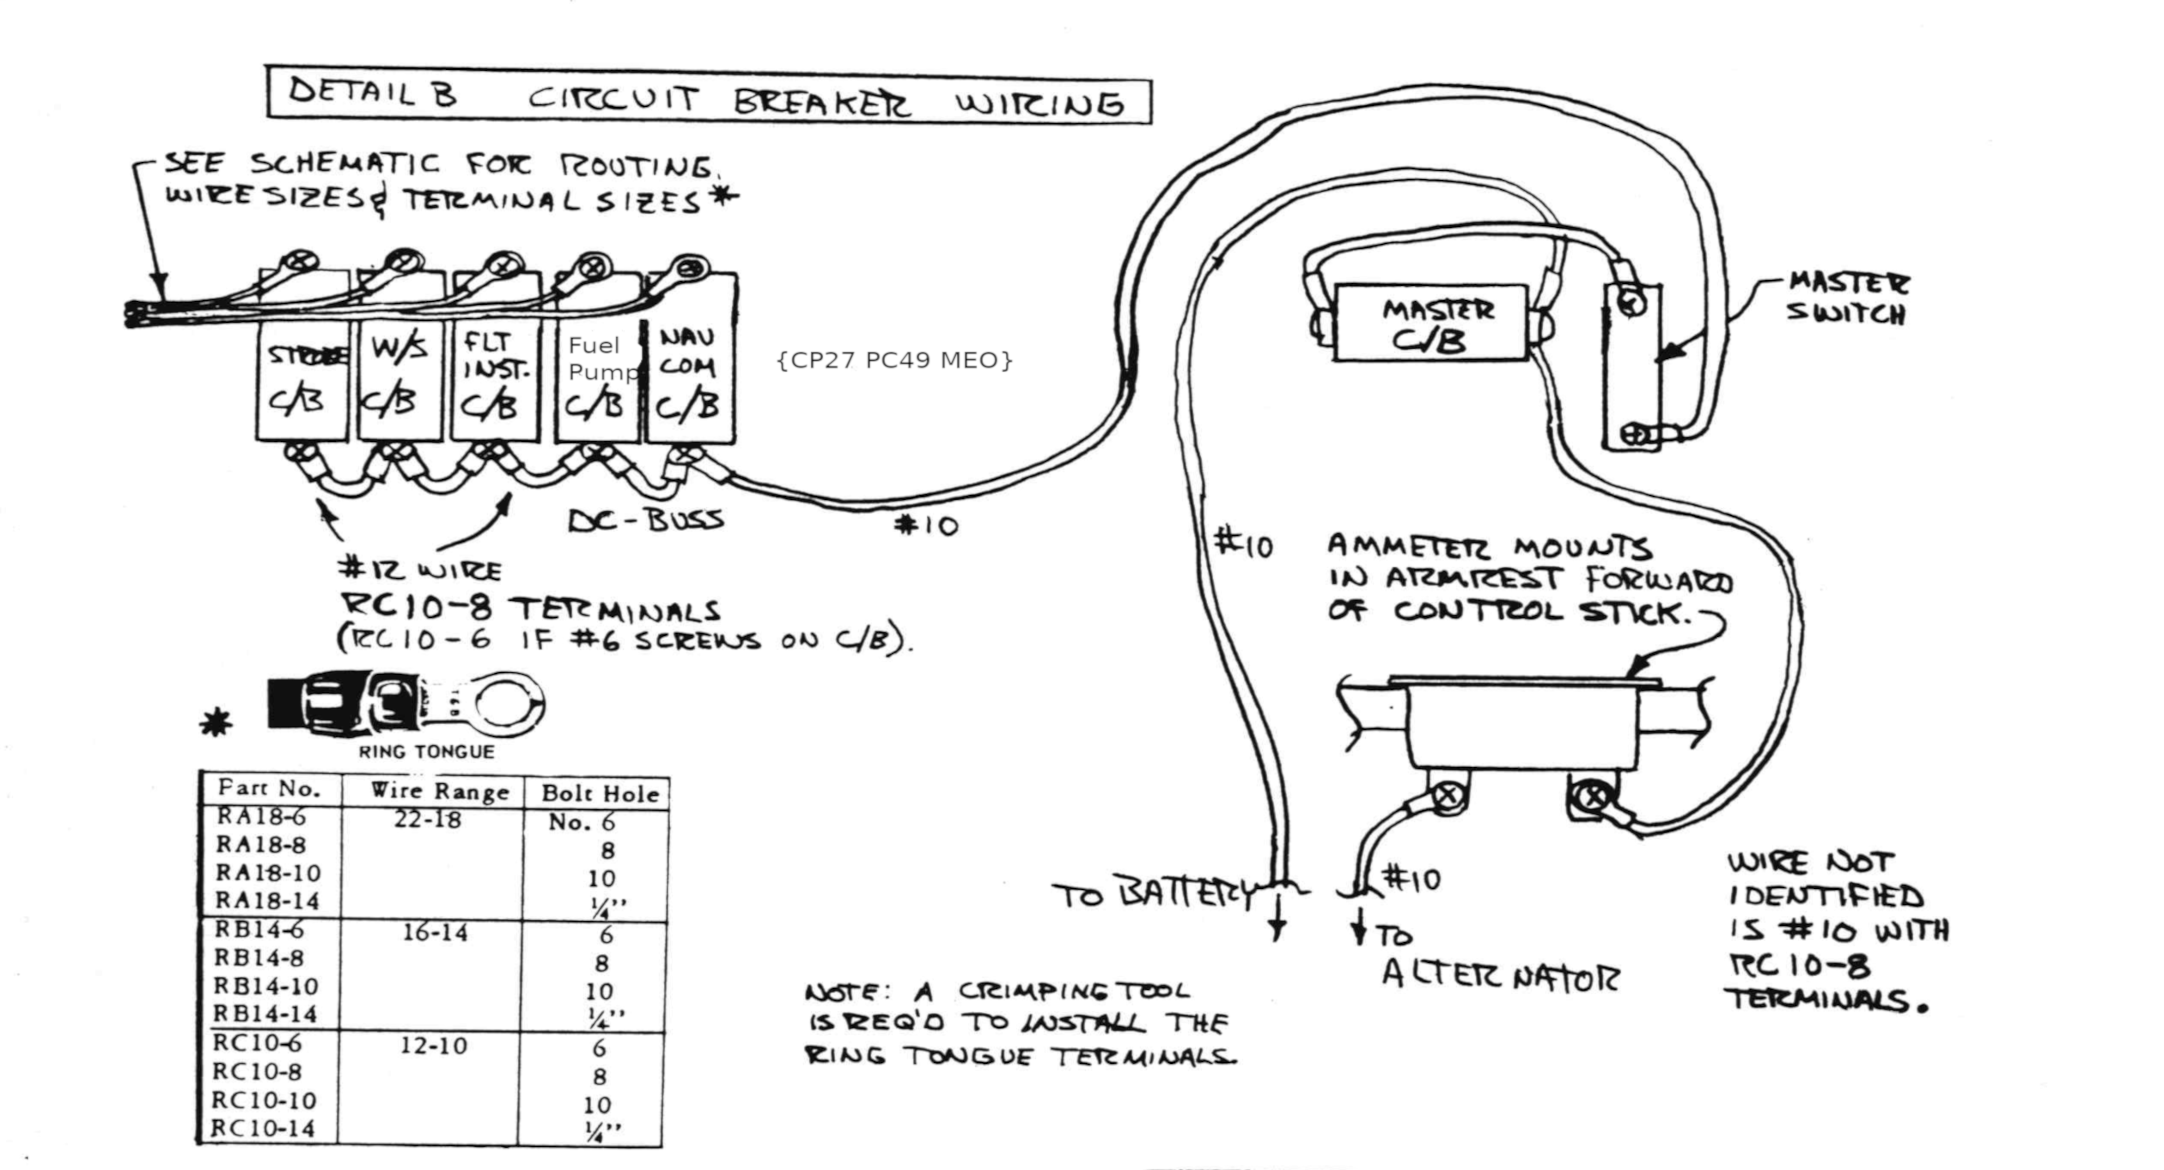 DETAIL B CIRCUIT BREAKER WIRING
SEE SCHEMATIC FOR ROUTING,
WIRE SIZES & TERMINAL SIZES *
STROBE
C/B
W/S
C/B
FLT
INST.
C/B
Fuel
Pump
C/B
NAV
COM
C/B
{CP27 PC49 MEO}
MASTER
C/B
MASTER
SWITCH
DC-BUSS
#10
#12 WIRE
RC10-8 TERMINALS
(RC10-6 IF #6 SCREWS ON C/B).
#10
AMMETER MOUNTS
IN ARMREST FORWARD
OF CONTROL STICK.
*
RING TONGUE
Part No. Wire Range Bolt Hole
RA18-6 22-18 No. 6
RA18-8 8
RA18-10 10
RA18-14 1/4"
RB14-6 16-14 6
RB14-8 8
RB14-10 10
RB14-14 1/4"
RC10-6 12-10 6
RC10-8 8
RC10-10 10
RC10-14 1/4"
TO BATTERY
#10
TO
ALTERNATOR
WIRE NOT
IDENTIFIED
IS #10 WITH
RC10-8
TERMINALS.
NOTE: A CRIMPING TOOL
IS REQ'D TO INSTALL THE
RING TONGUE TERMINALS.